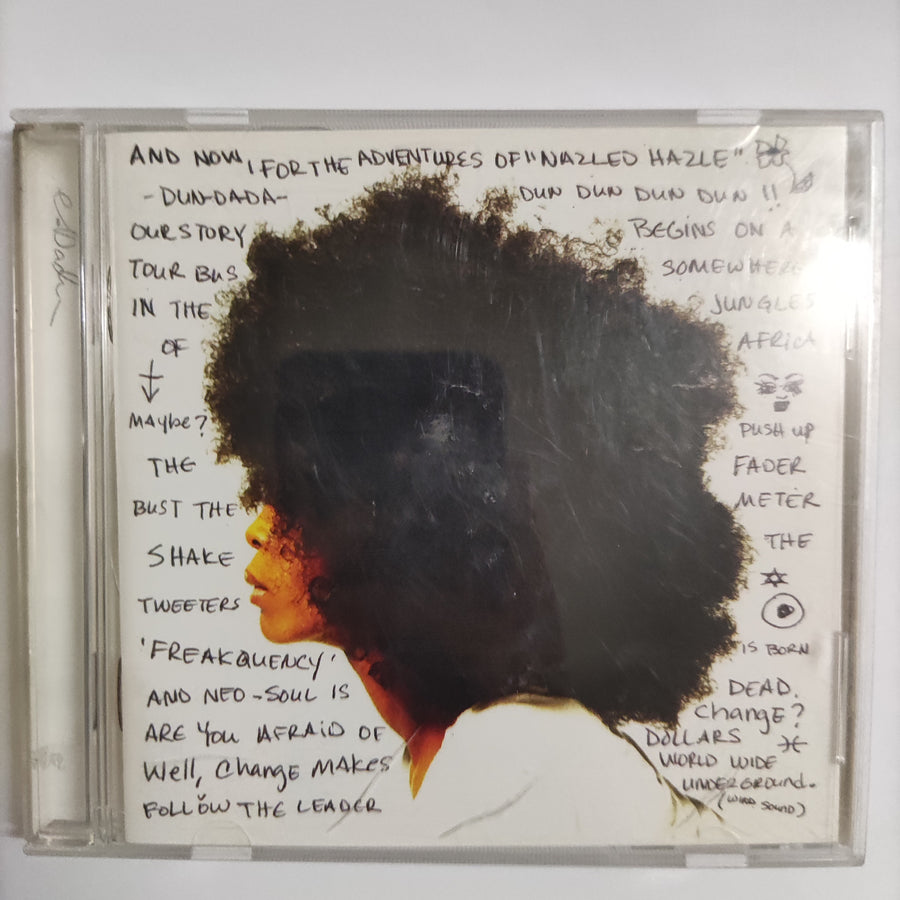 AND NOW, FOR THE ADVENTURES OF "NAZLED HAZLE"
-DUN-DADA- DUN DUN DUN DUN !!
OUR STORY BEGINS ON A
TOUR BUS SOMEWHERE
IN THE JUNGLES
OF AFRICA
MAYbe? PUSH UP
THE FADER
BUST THE METER
SHAKE THE
TWEETERS
'FREAKQUENCY' IS BORN
AND NEO-SOUL IS DEAD.
ARE YOU AFRAID OF ChangE?
Well, ChangE MAKES DOLLARS
FOLLOW THE LEADER WORLD WIDE
UNDERGROUND.
(WIND SOUND)